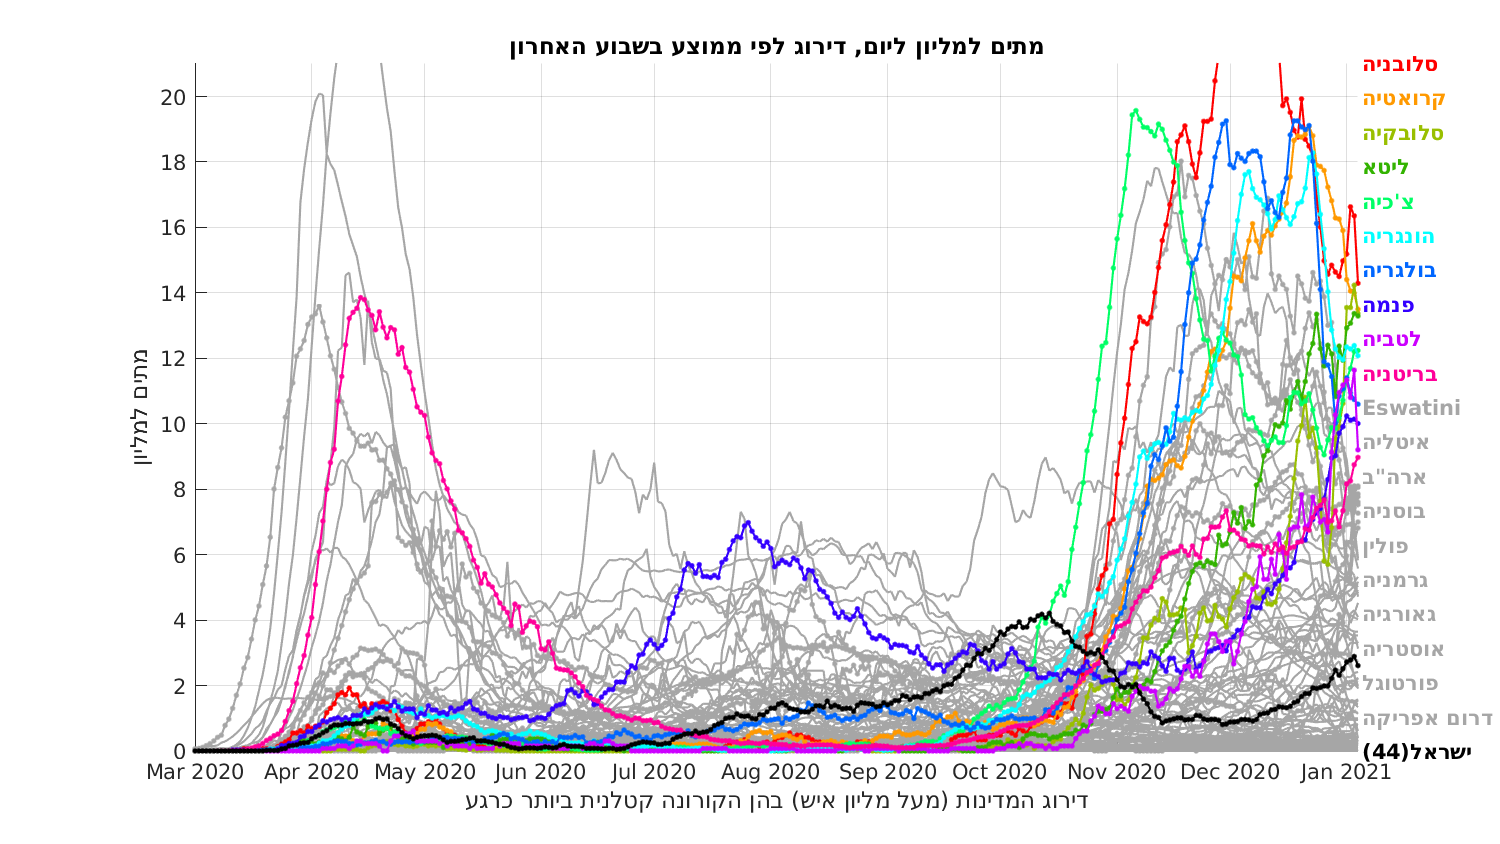 מתים למליון ליום, דירוג לפי ממוצע בשבוע האחרון
מתים למליון
20
18
16
14
12
10
8
6
4
2
0
Mar 2020
Apr 2020
May 2020
Jun 2020
Jul 2020
Aug 2020
Sep 2020
Oct 2020
Nov 2020
Dec 2020
Jan 2021
דירוג המדינות (מעל מליון איש) בהן הקורונה קטלנית ביותר כרגע
סלובניה
קרואטיה
סלובקיה
ליטא
צ'כיה
הונגריה
בולגריה
פנמה
לטביה
בריטניה
Eswatini
איטליה
ארה"ב
בוסניה
פולין
גרמניה
גאורגיה
אוסטריה
פורטוגל
דרום אפריקה
ישראל(44)